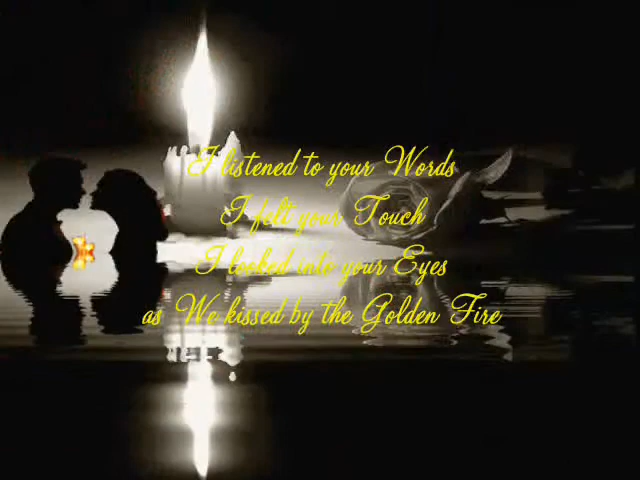 I listened to your Words
I felt your Touch
I looked into your Eyes
as We kissed by the Golden Fire